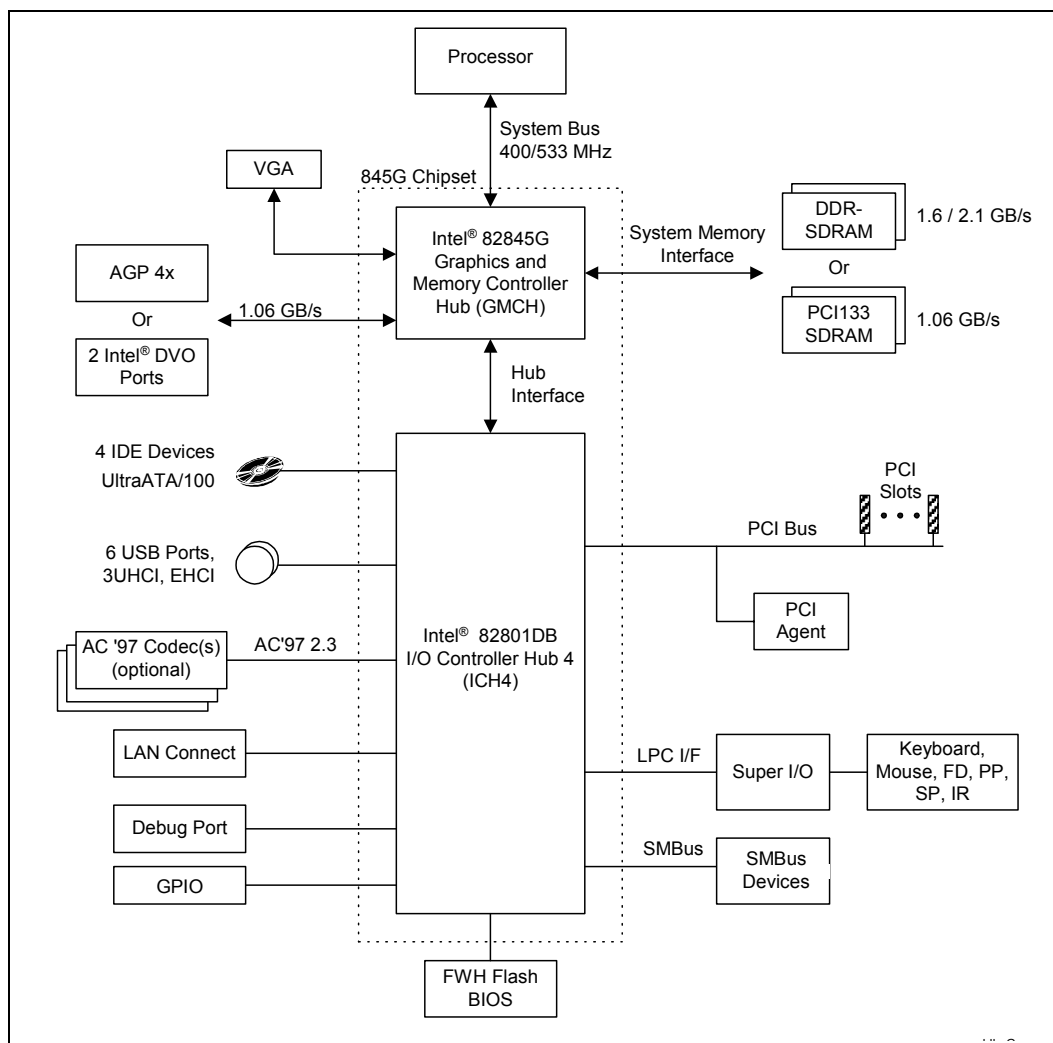 Processor
System Bus
400/533 MHz
VGA
845G Chipset
Intel® 82845G
Graphics and
Memory Controller
Hub (GMCH)
System Memory
Interface
DDR-
SDRAM
1.6 / 2.1 GB/s
Or
PCI133
SDRAM
1.06 GB/s
AGP 4x
Or
2 Intel® DVO
Ports
1.06 GB/s
Hub
Interface
4 IDE Devices
UltraATA/100
6 USB Ports,
3UHCI, EHCI
AC '97 Codec(s)
(optional)
AC'97 2.3
LAN Connect
Debug Port
GPIO
Intel® 82801DB
I/O Controller Hub 4
(ICH4)
PCI
Slots
PCI Bus
PCI
Agent
LPC I/F
Super I/O
Keyboard,
Mouse, FD, PP,
SP, IR
SMBus
SMBus
Devices
FWH Flash
BIOS